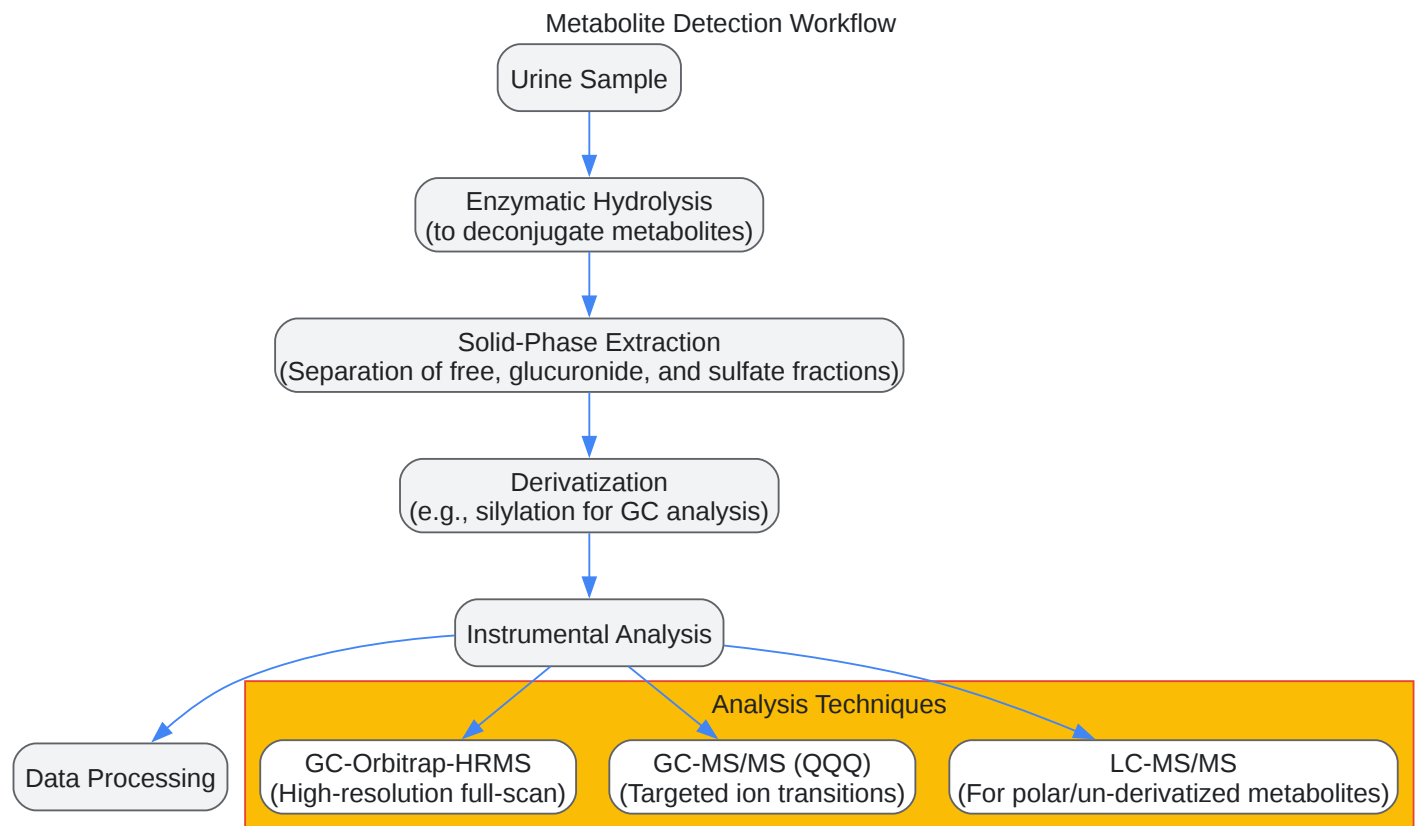 Metabolite Detection Workflow
Urine Sample
Enzymatic Hydrolysis
(to deconjugate metabolites)
Solid-Phase Extraction
(Separation of free, glucuronide, and sulfate fractions)
Derivatization
(e.g., silylation for GC analysis)
Instrumental Analysis
Analysis Techniques
Data Processing
GC-Orbitrap-HRMS
(High-resolution full-scan)
GC-MS/MS (QQQ)
(Targeted ion transitions)
LC-MS/MS
(For polar/un-derivatized metabolites)